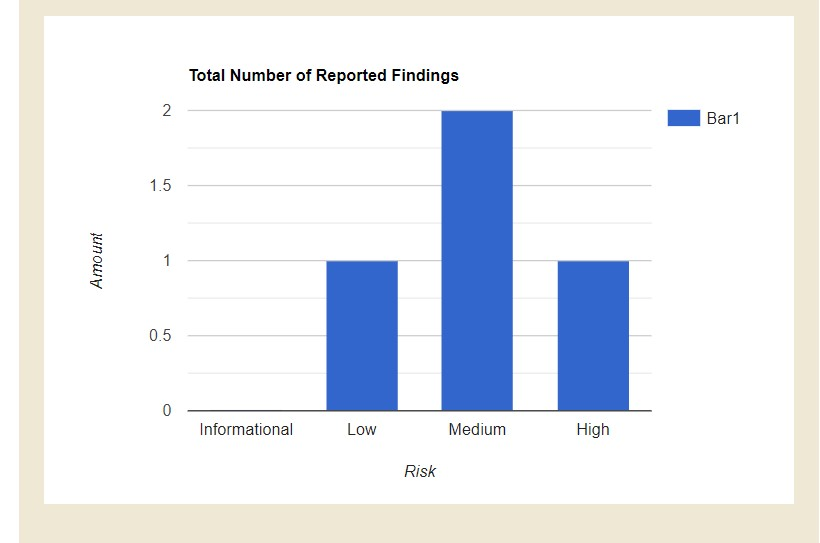 Total Number of Reported Findings
2
1.5
1
0.5
0
Amount
Informational Low Medium High
Risk
Bar1